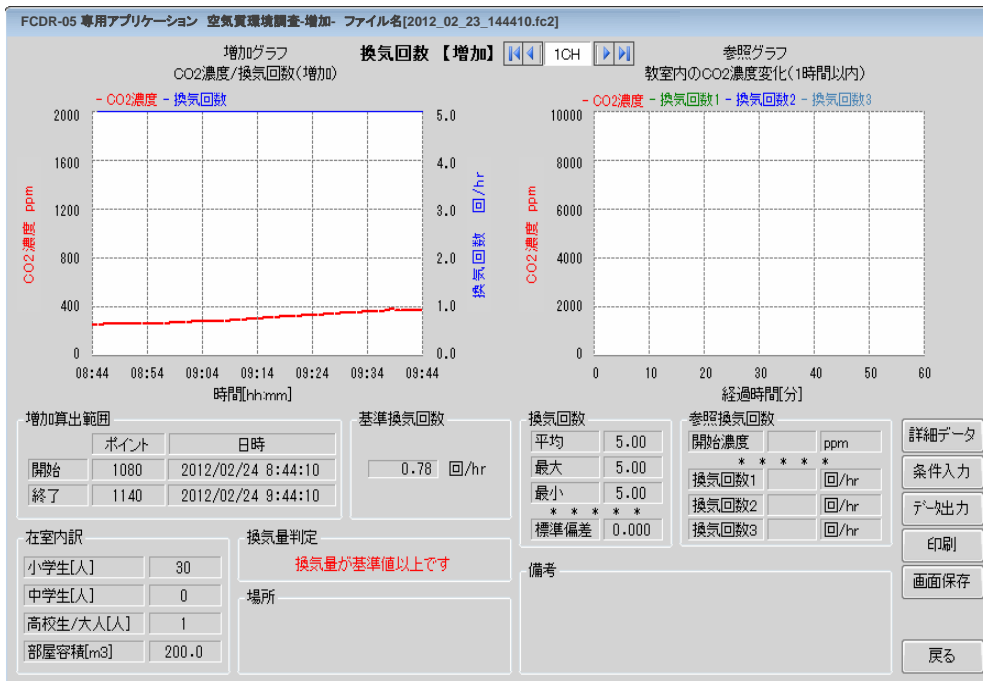 FCDR-05 専用アプリケーション 空気質環境調査-増加- ファイル名[2012_02_23_144410.fc2]
換気回数 【増加】 1CH
増加グラフ
CO2濃度/換気回数(増加)
- CO2濃度 - 換気回数
2000 5.0
1600 4.0
1200 3.0
800 2.0
400 1.0
0 0.0
CO2濃度 ppm
換気回数 回/hr
08:44 08:54 09:04 09:14 09:24 09:34 09:44
時間[hh:mm]
参照グラフ
教室内のCO2濃度変化(1時間以内)
- CO2濃度 - 換気回数1 - 換気回数2 - 換気回数3
10000
8000
6000
4000
2000
0
CO2濃度 ppm
0 10 20 30 40 50 60
経過時間[分]
増加算出範囲
ポイント 日時
開始 1080 2012/02/24 8:44:10
終了 1140 2012/02/24 9:44:10
基準換気回数
0.78 回/hr
換気回数
平均 5.00
最大 5.00
最小 5.00
* * * * *
標準偏差 0.000
参照換気回数
開始濃度 ppm
* * * * *
換気回数1 回/hr
換気回数2 回/hr
換気回数3 回/hr
在室内訳
小学生[人] 30
中学生[人] 0
高校生/大人[人] 1
部屋容積[m3] 200.0
換気量判定
換気量が基準値以上です
場所
備考
詳細データ
条件入力
データ出力
印刷
画面保存
戻る